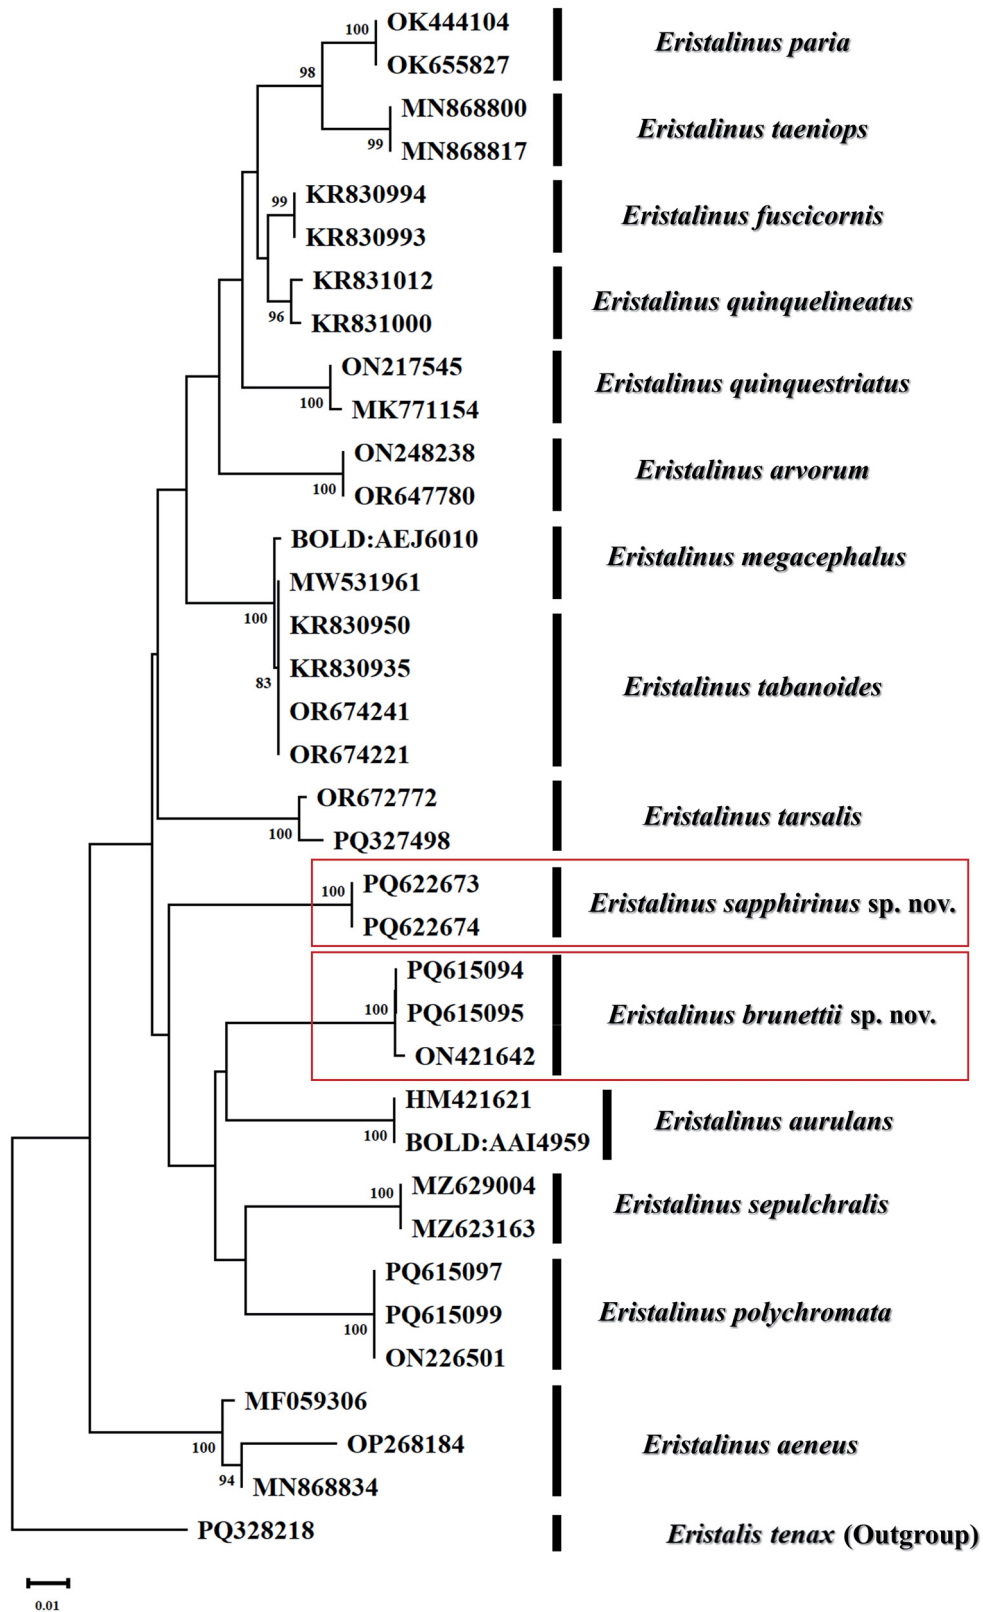 100 OK444104
OK655827
Eristalinus paria
98
MN868800
99 MN868817
Eristalinus taeniops
99 KR830994
KR830993
Eristalinus fuscicornis
KR831012
96 KR831000
Eristalinus quinquelineatus
ON217545
100 MK771154
Eristalinus quinquestriatus
ON248238
100 OR647780
Eristalinus arvorum
BOLD:AEJ6010
MW531961
Eristalinus megacephalus
100
KR830950
KR830935
83
OR674241
OR674221
Eristalinus tabanoides
OR672772
100 PQ327498
Eristalinus tarsalis
100 PQ622673
PQ622674
Eristalinus sapphirinus sp. nov.
PQ615094
100 PQ615095
ON421642
Eristalinus brunettii sp. nov.
HM421621
100 BOLD:AAI4959
Eristalinus aurulans
100 MZ629004
MZ623163
Eristalinus sepulchralis
PQ615097
PQ615099
100
ON226501
Eristalinus polychromata
MF059306
100 OP268184
94 MN868834
Eristalinus aeneus
PQ328218
Eristalis tenax (Outgroup)
0.01